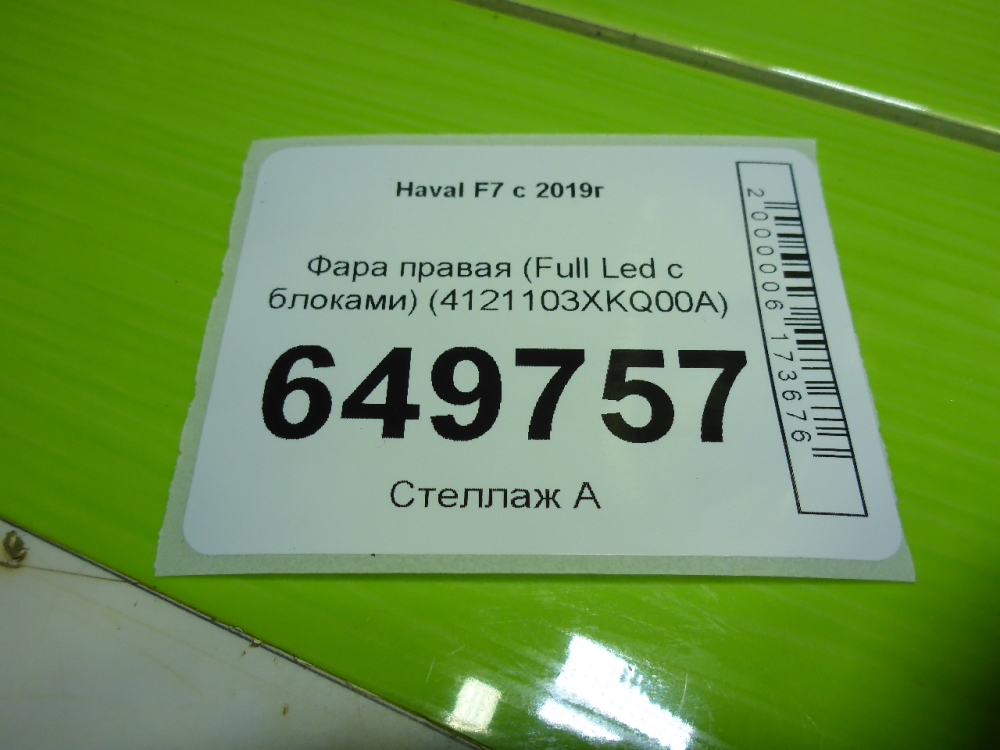 Haval F7 с 2019г
Фара правая (Full Led с
блоками) (4121103XKQ00A)
649757
Стеллаж А
2000006173676